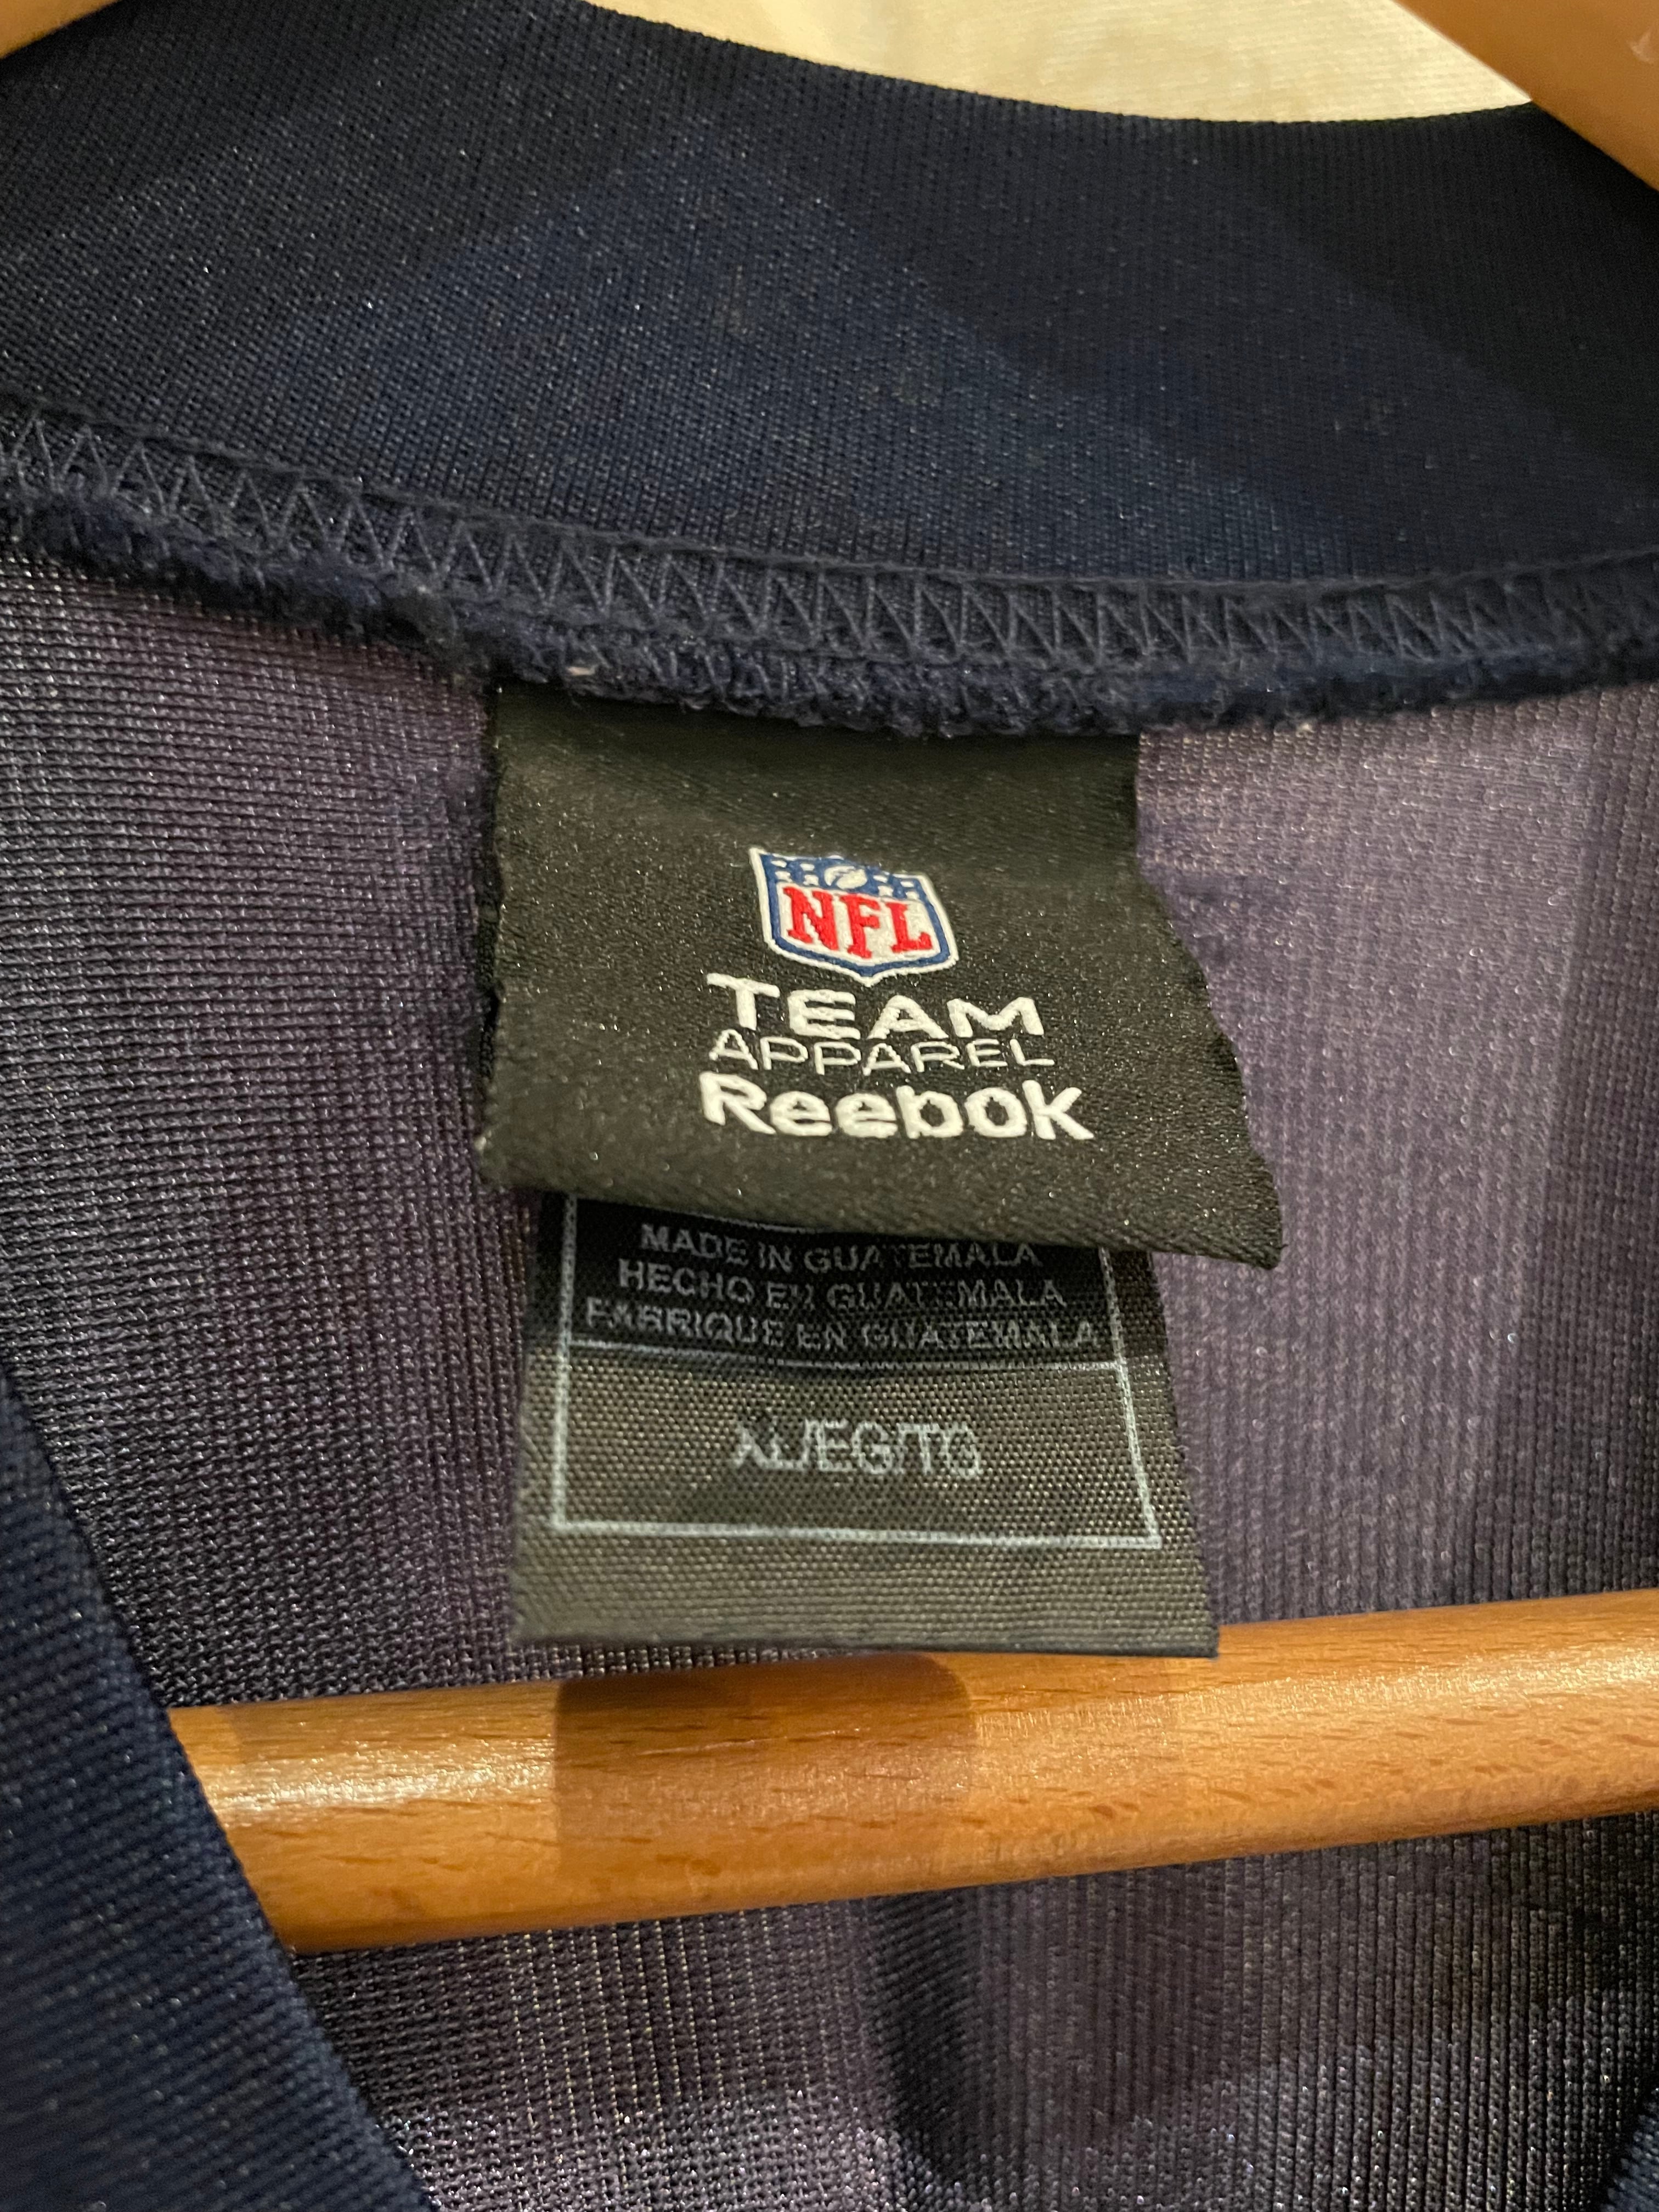 NFL
TEAM
APPAREL
Reebok
MADE IN GUATEMALA
HECHO EN GUATEMALA
FABRIQUE EN GUATEMALA
XL/EG/TG